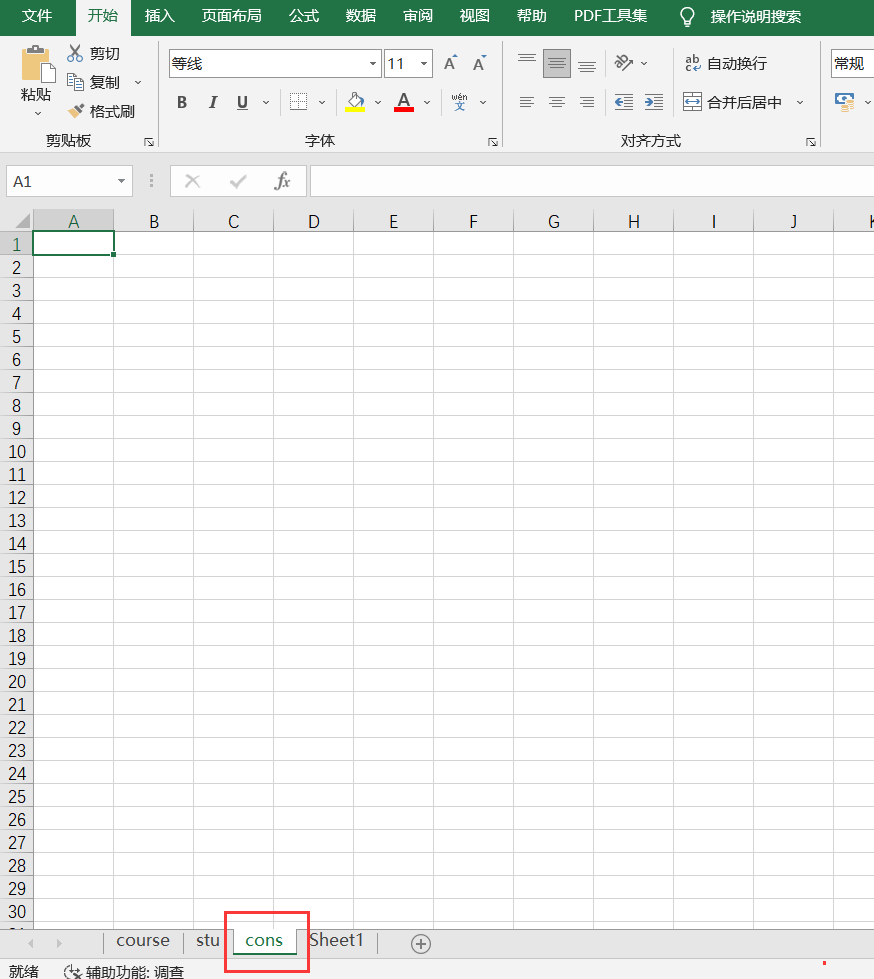 文件 开始 插入 页面布局 公式 数据 审阅 视图 帮助 PDF工具集 操作说明搜索
粘贴 剪切
复制
格式刷
等线 11 A A
B I U A wén 文
ab c 自动换行
合并后居中
常规
剪贴板 字体 对齐方式
A1 fx
A B C D E F G H I J
1
2
3
4
5
6
7
8
9
10
11
12
13
14
15
16
17
18
19
20
21
22
23
24
25
26
27
28
29
30
course stu cons Sheet1
就绪 辅助功能: 调查